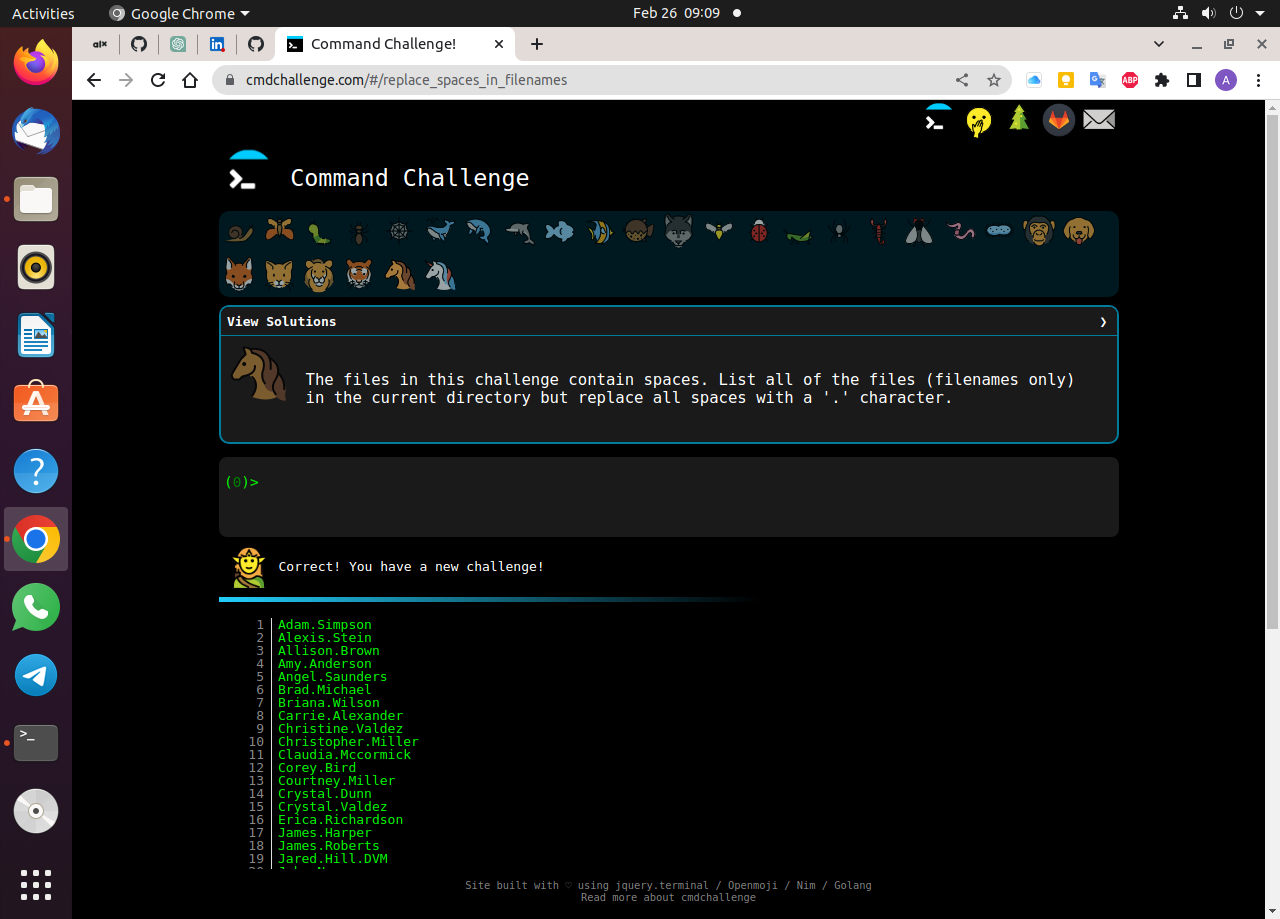 Activities Google Chrome Feb 26 09:09
alx Command Challenge!
cmdchallenge.com/#/replace_spaces_in_filenames ABP A
Command Challenge
View Solutions
The files in this challenge contain spaces. List all of the files (filenames only)
in the current directory but replace all spaces with a '.' character.
(0)>
Correct! You have a new challenge!
1 Adam.Simpson
2 Alexis.Stein
3 Allison.Brown
4 Amy.Anderson
5 Angel.Saunders
6 Brad.Michael
7 Briana.Wilson
8 Carrie.Alexander
9 Christine.Valdez
10 Christopher.Miller
11 Claudia.Mccormick
12 Corey.Bird
13 Courtney.Miller
14 Crystal.Dunn
15 Crystal.Valdez
16 Erica.Richardson
17 James.Harper
18 James.Roberts
19 Jared.Hill.DVM
Site built with ♡ using jquery.terminal / Openmoji / Nim / Golang
Read more about cmdchallenge